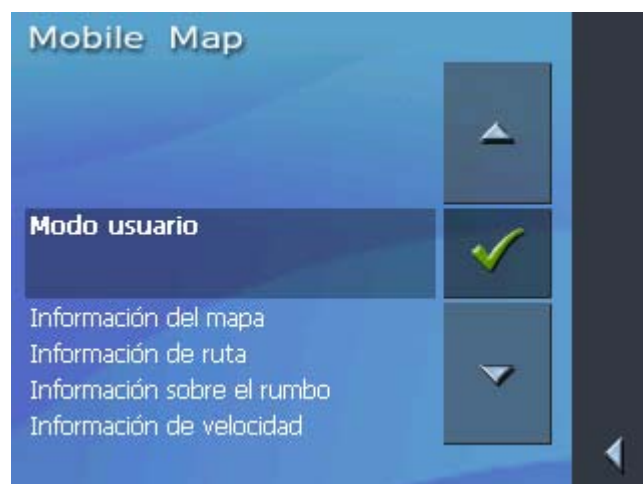 Mobile Map
Modo usuario
Información del mapa
Información de ruta
Información sobre el rumbo
Información de velocidad